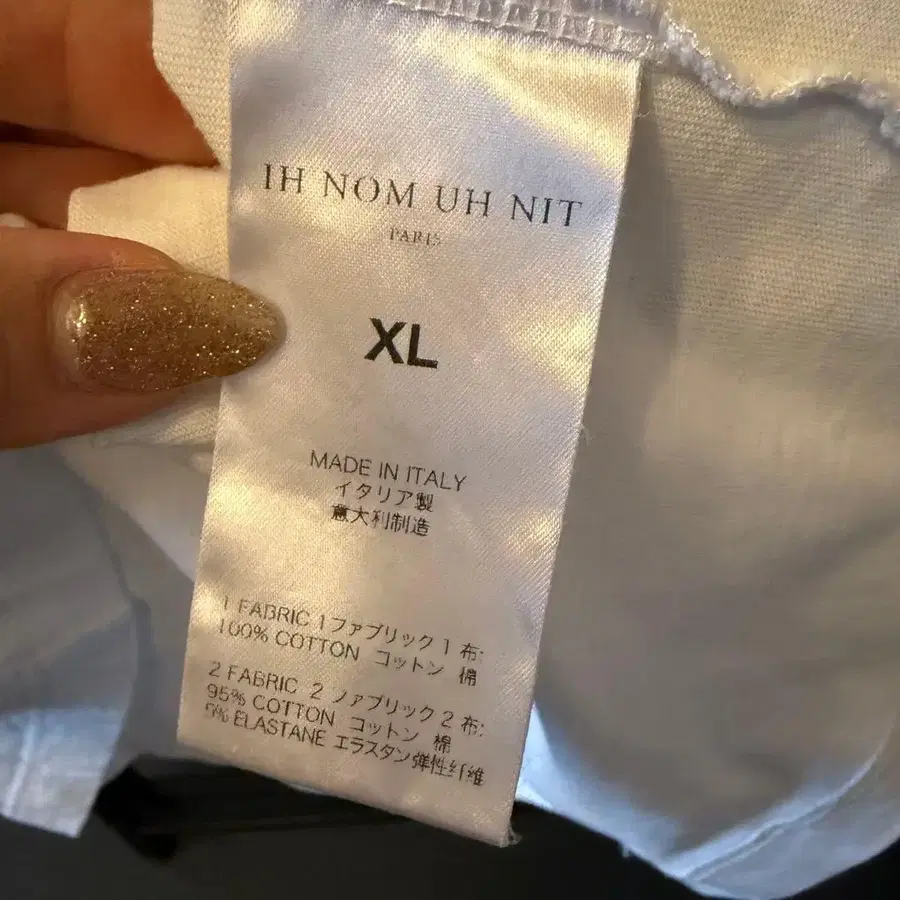 IH NOM UH NIT
PARIS
XL
MADE IN ITALY
イタリア製
意大利制造
1 FABRIC 1ファブリック 1 布:
100% COTTON コットン 棉
2 FABRIC 2 ファブリック 2 布:
95% COTTON コットン 棉
5% ELASTANE エラスタン弹性纤维